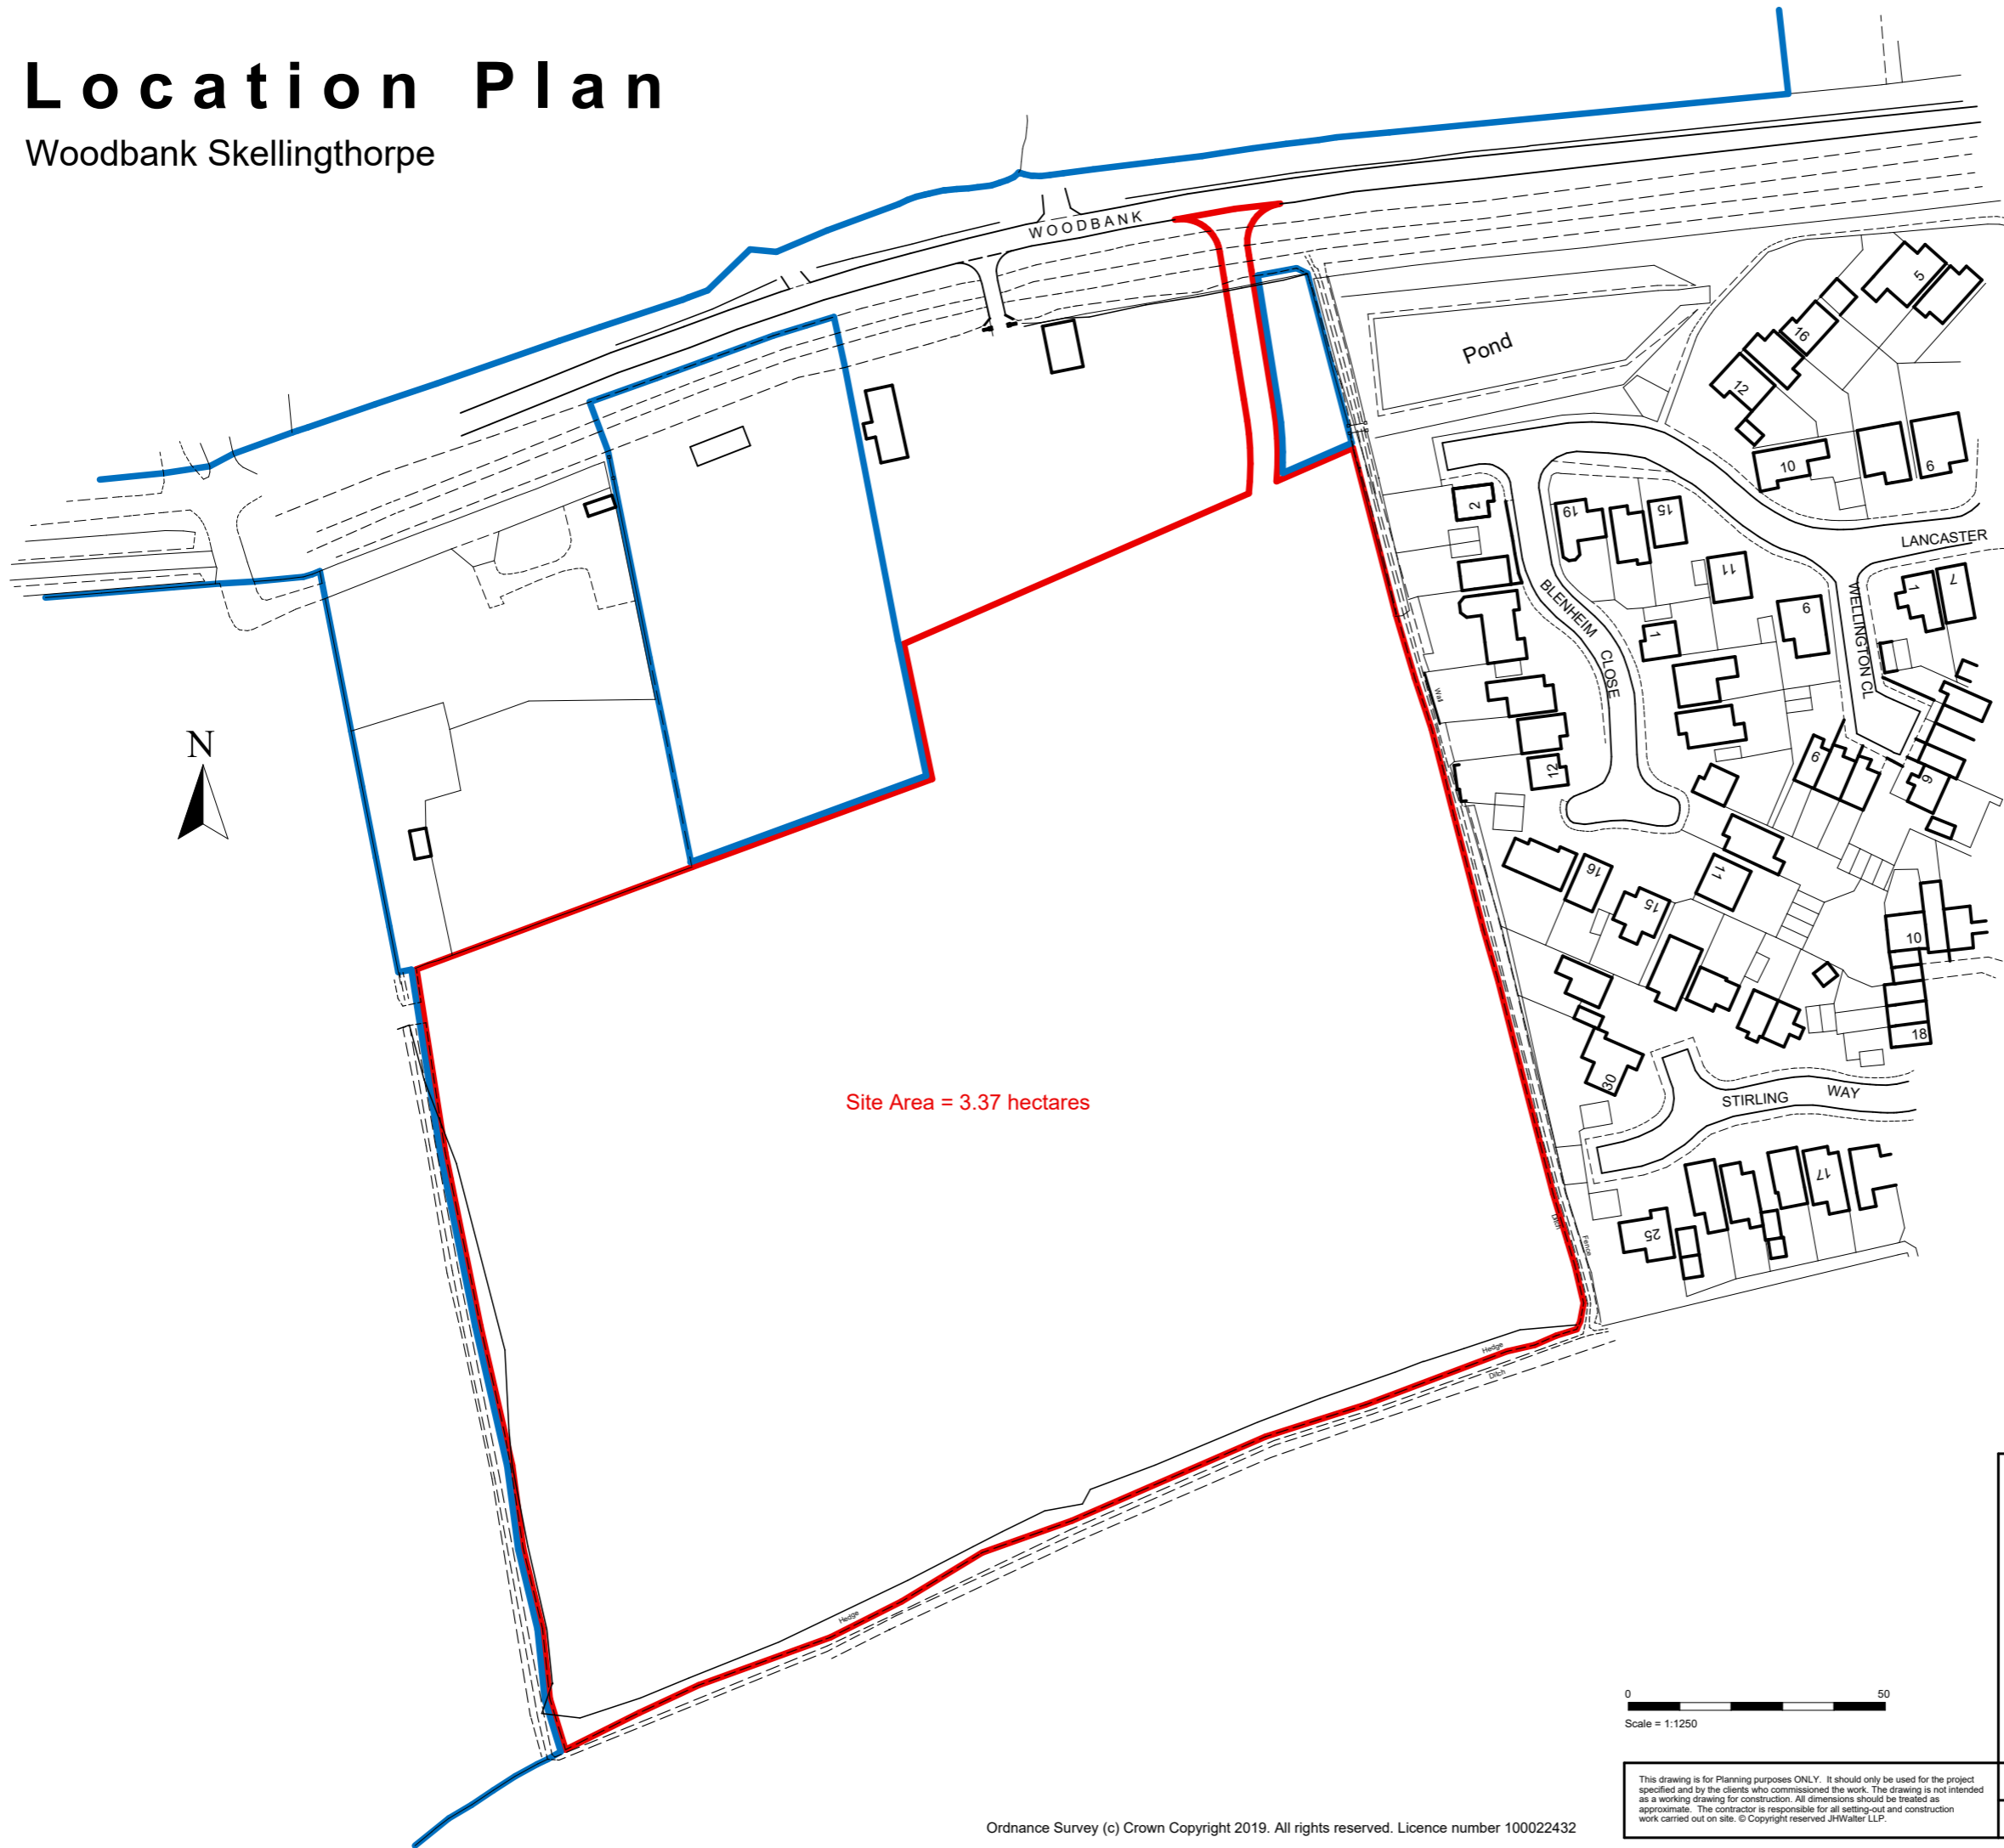 Location Plan
Woodbank Skellingthorpe
WOODBANK
Pond
5
16
12
10
6
2
19
15
11
9
1
LANCASTER
1
7
BLENHEIM
CLOSE
WELLINGTON CL
Wall
12
9
9
16
15
11
10
18
30
N
Site Area = 3.37 hectares
STIRLING
WAY
17
25
Ditch
Fence
Hedge
Ditch
Hedge
0 50
Scale = 1:1250
This drawing is for Planning purposes ONLY. It should only be used for the project
specified and by the clients who commissioned the work. The drawing is not intended
as a working drawing for construction. All dimensions should be treated as
approximate. The contractor is responsible for all setting-out and construction
work carried out on site. © Copyright reserved JHWalter LLP.
Ordnance Survey (c) Crown Copyright 2019. All rights reserved. Licence number 100022432